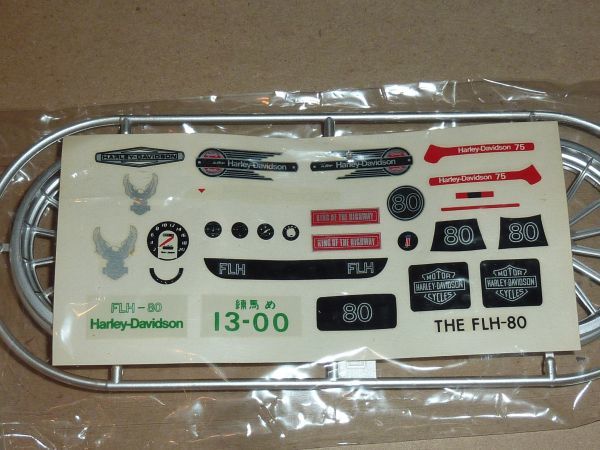 HARLEY-DAVIDSON
Harley-Davidson
Harley-Davidson
Harley-Davidson 75
Harley-Davidson 75
80
KING OF THE HIGHWAY
KING OF THE HIGHWAY
80
80
FLH
FLH
MOTOR
HARLEY-DAVIDSON
CYCLES
MOTOR
HARLEY-DAVIDSON
CYCLES
FLH-80
Harley-Davidson
練馬 め
13-00
80
THE FLH-80